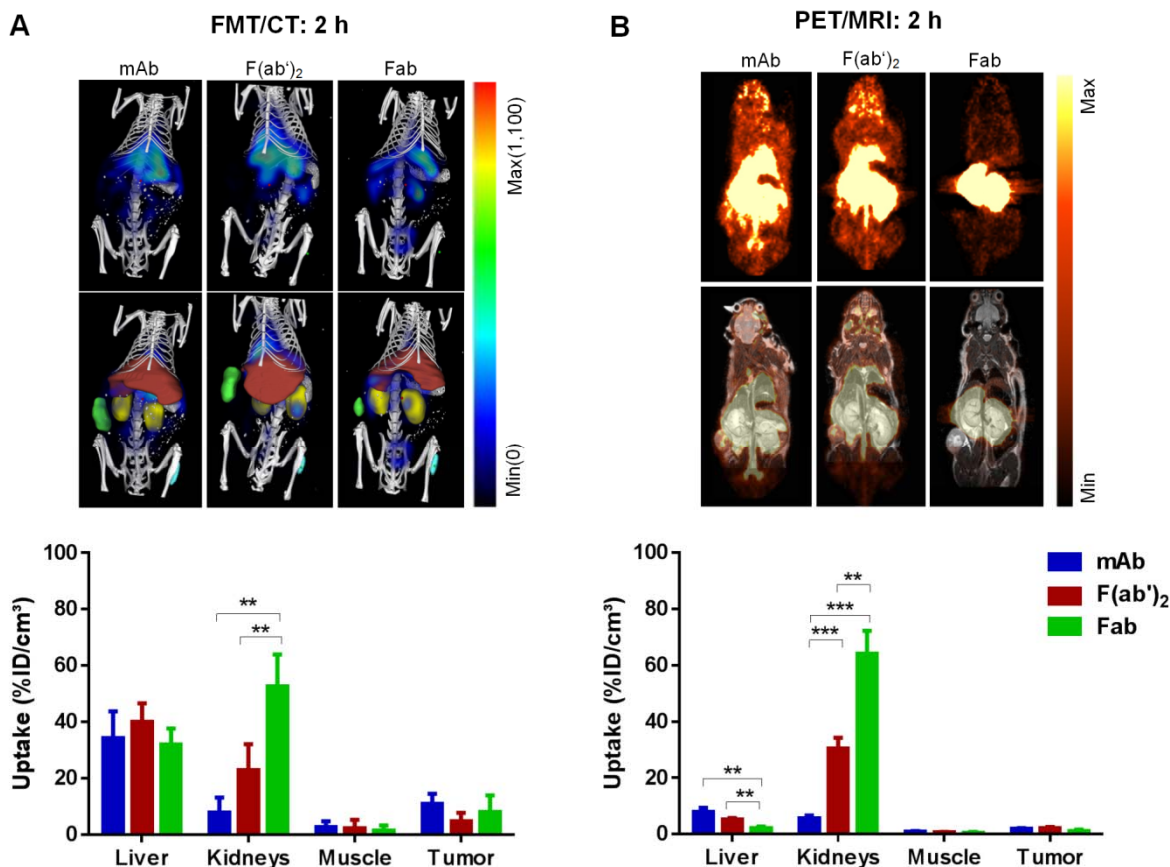 A
FMT/CT: 2 h
mAb
F(ab‘)₂
Fab
Max(1,100)
Min(0)
B
PET/MRI: 2 h
mAb
F(ab‘)₂
Fab
Max
Min
Uptake (%ID/cm³)
100
80
60
40
20
0
**
**
Liver
Kidneys
Muscle
Tumor
Uptake (%ID/cm³)
100
80
60
40
20
0
**
**
**
***
***
Liver
Kidneys
Muscle
Tumor
mAb
F(ab')₂
Fab